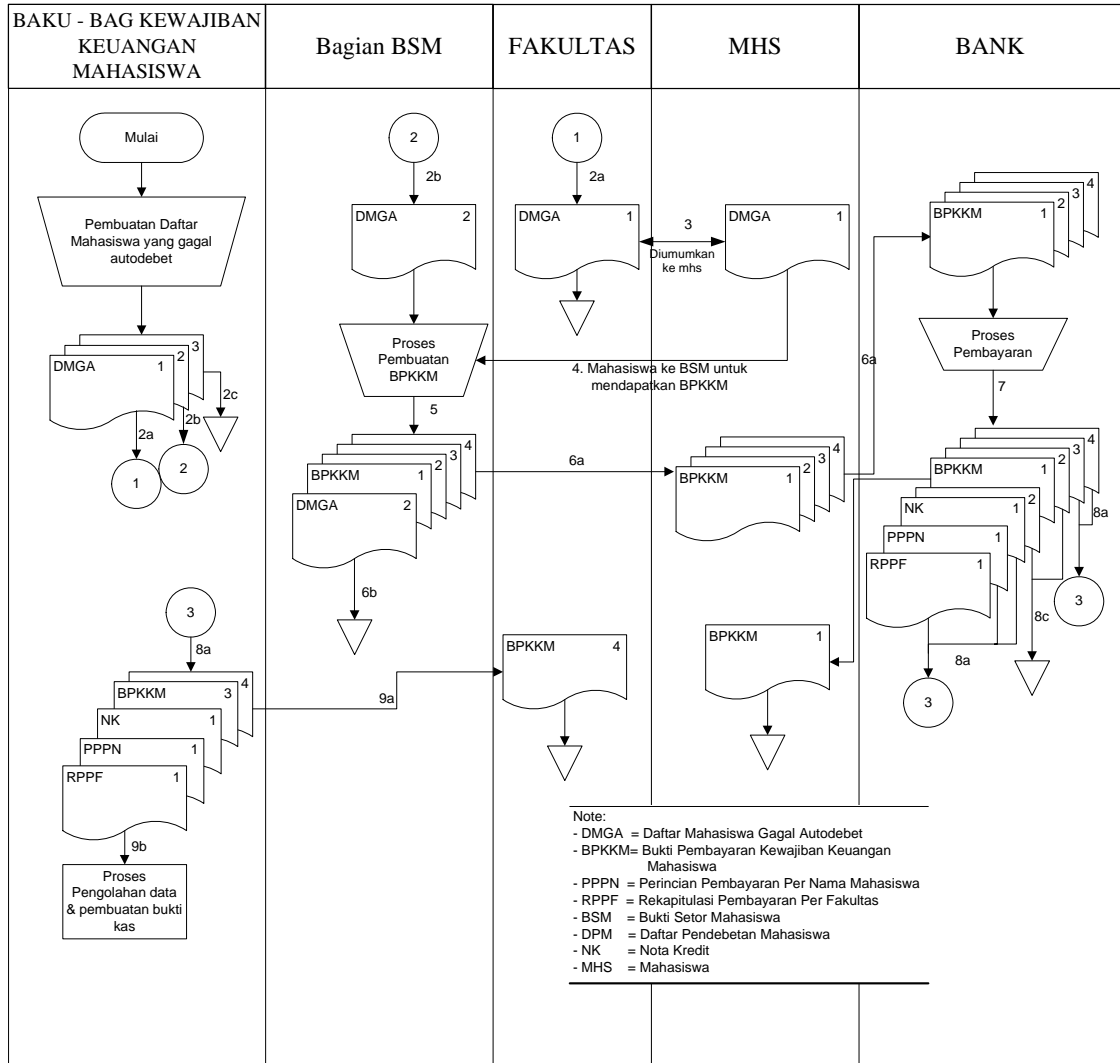 BAKU - BAG KEWAJIBAN
KEUANGAN
MAHASISWA
Bagian BSM
FAKULTAS
MHS
BANK
Mulai
Pembuatan Daftar
Mahasiswa yang gagal
autodebet
DMGA 1
2
3
2a
2b
2c
1
2
3
8a
BPKKM 3
4
NK 1
PPPN 1
RPPF 1
9b
Proses
Pengolahan data
& pembuatan bukti
kas
9a
2
2b
DMGA 2
Proses
Pembuatan
BPKKM
5
BPKKM 1
2
3
4
DMGA 2
6b
6a
1
2a
DMGA 1
3
Diumumkan
ke mhs
DMGA 1
4. Mahasiswa ke BSM untuk
mendapatkan BPKKM
BPKKM 4
BPKKM 1
2
3
4
6a
BPKKM 1
BPKKM 1
2
3
4
Proses
Pembayaran
7
BPKKM 1
2
3
4
NK 1
PPPN 1
RPPF 1
8a
3
8c
8a
3
Note:
- DMGA = Daftar Mahasiswa Gagal Autodebet
- BPKKM= Bukti Pembayaran Kewajiban Keuangan
Mahasiswa
- PPPN = Perincian Pembayaran Per Nama Mahasiswa
- RPPF = Rekapitulasi Pembayaran Per Fakultas
- BSM = Bukti Setor Mahasiswa
- DPM = Daftar Pendebetan Mahasiswa
- NK = Nota Kredit
- MHS = Mahasiswa